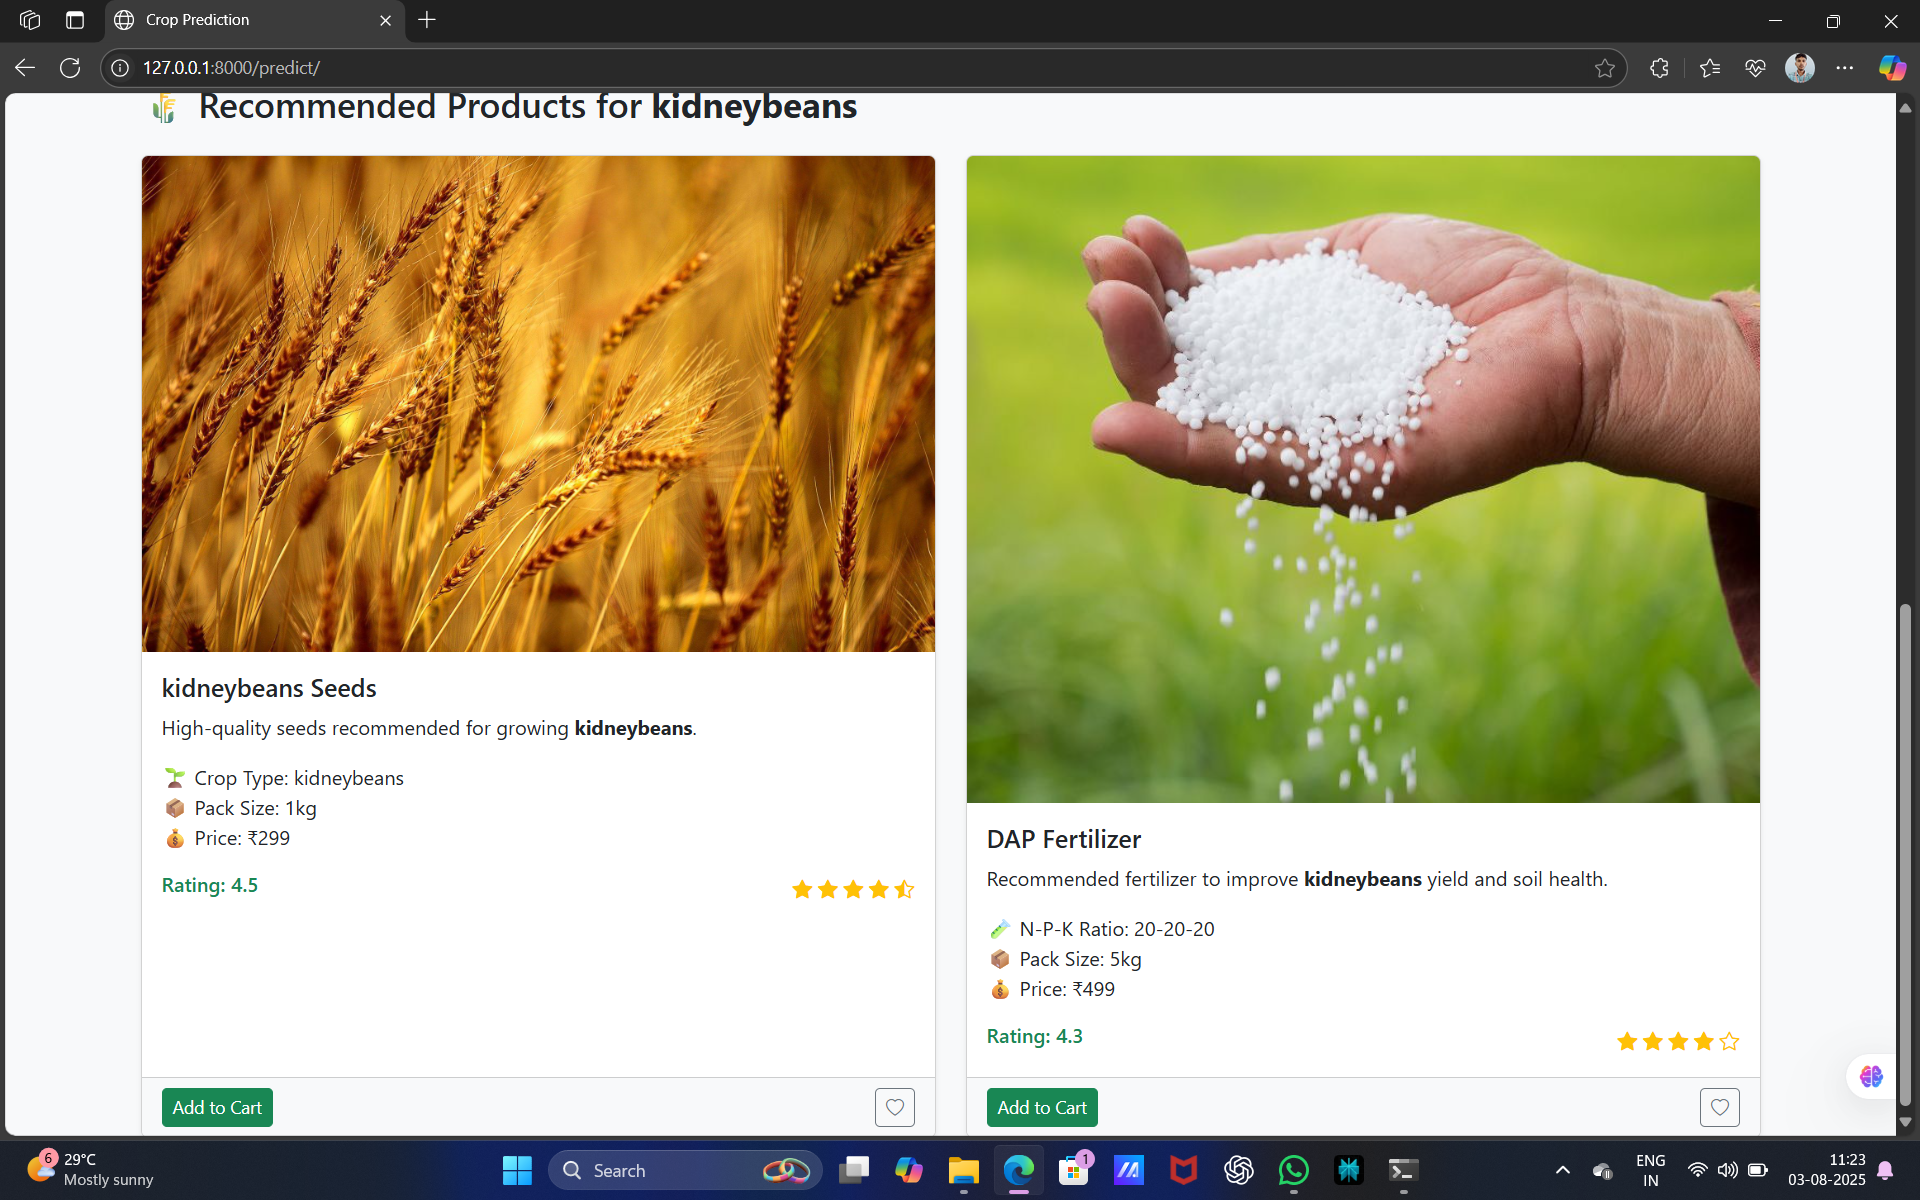 Crop Prediction
127.0.0.1:8000/predict/
Recommended Products for kidneybeans
kidneybeans Seeds
High-quality seeds recommended for growing kidneybeans.
Crop Type: kidneybeans
Pack Size: 1kg
Price: ₹299
Rating: 4.5
Add to Cart
DAP Fertilizer
Recommended fertilizer to improve kidneybeans yield and soil health.
N-P-K Ratio: 20-20-20
Pack Size: 5kg
Price: ₹499
Rating: 4.3
Add to Cart
6
29°C
Mostly sunny
Search
1
ENG
IN
11:23
03-08-2025